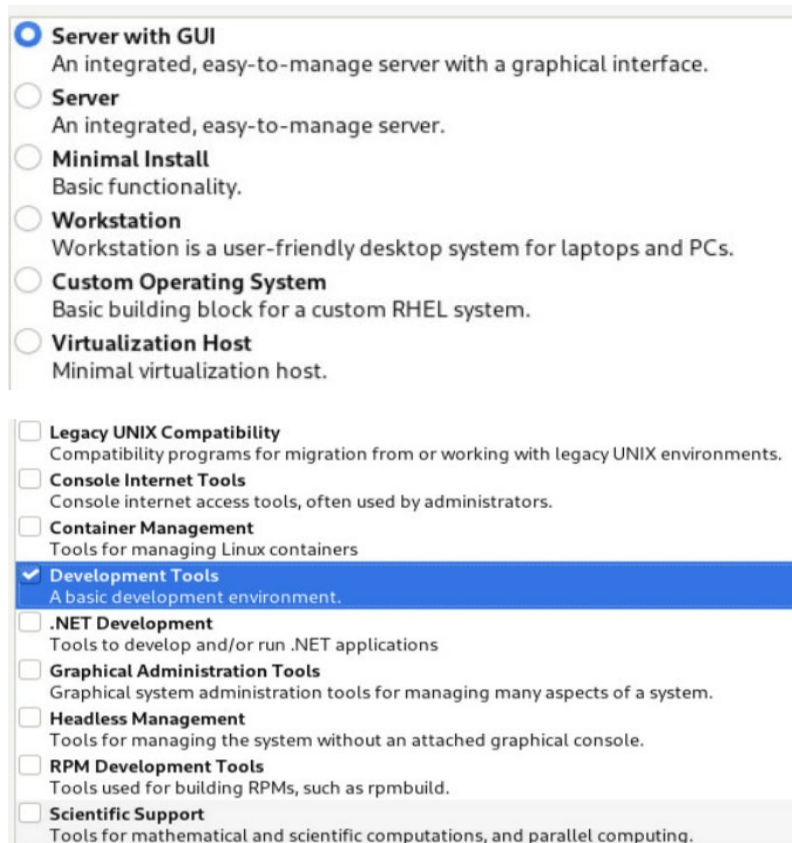 Server with GUI
An integrated, easy-to-manage server with a graphical interface.
Server
An integrated, easy-to-manage server.
Minimal Install
Basic functionality.
Workstation
Workstation is a user-friendly desktop system for laptops and PCs.
Custom Operating System
Basic building block for a custom RHEL system.
Virtualization Host
Minimal virtualization host.
Legacy UNIX Compatibility
Compatibility programs for migration from or working with legacy UNIX environments.
Console Internet Tools
Console internet access tools, often used by administrators.
Container Management
Tools for managing Linux containers
Development Tools
A basic development environment.
.NET Development
Tools to develop and/or run .NET applications
Graphical Administration Tools
Graphical system administration tools for managing many aspects of a system.
Headless Management
Tools for managing the system without an attached graphical console.
RPM Development Tools
Tools used for building RPMs, such as rpmbuild.
Scientific Support
Tools for mathematical and scientific computations, and parallel computing.